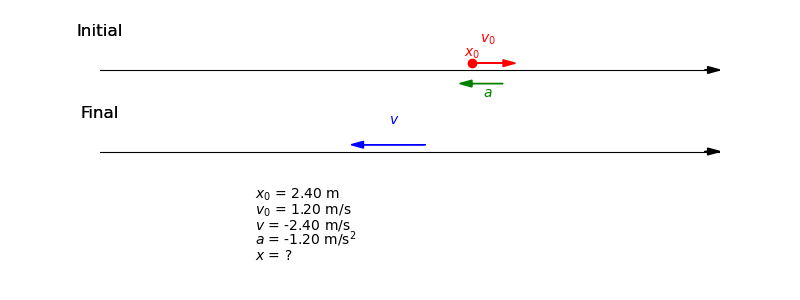 Initial
v₀
x₀
a
Final
v
x₀ = 2.40 m
v₀ = 1.20 m/s
v = -2.40 m/s
a = -1.20 m/s²
x = ?